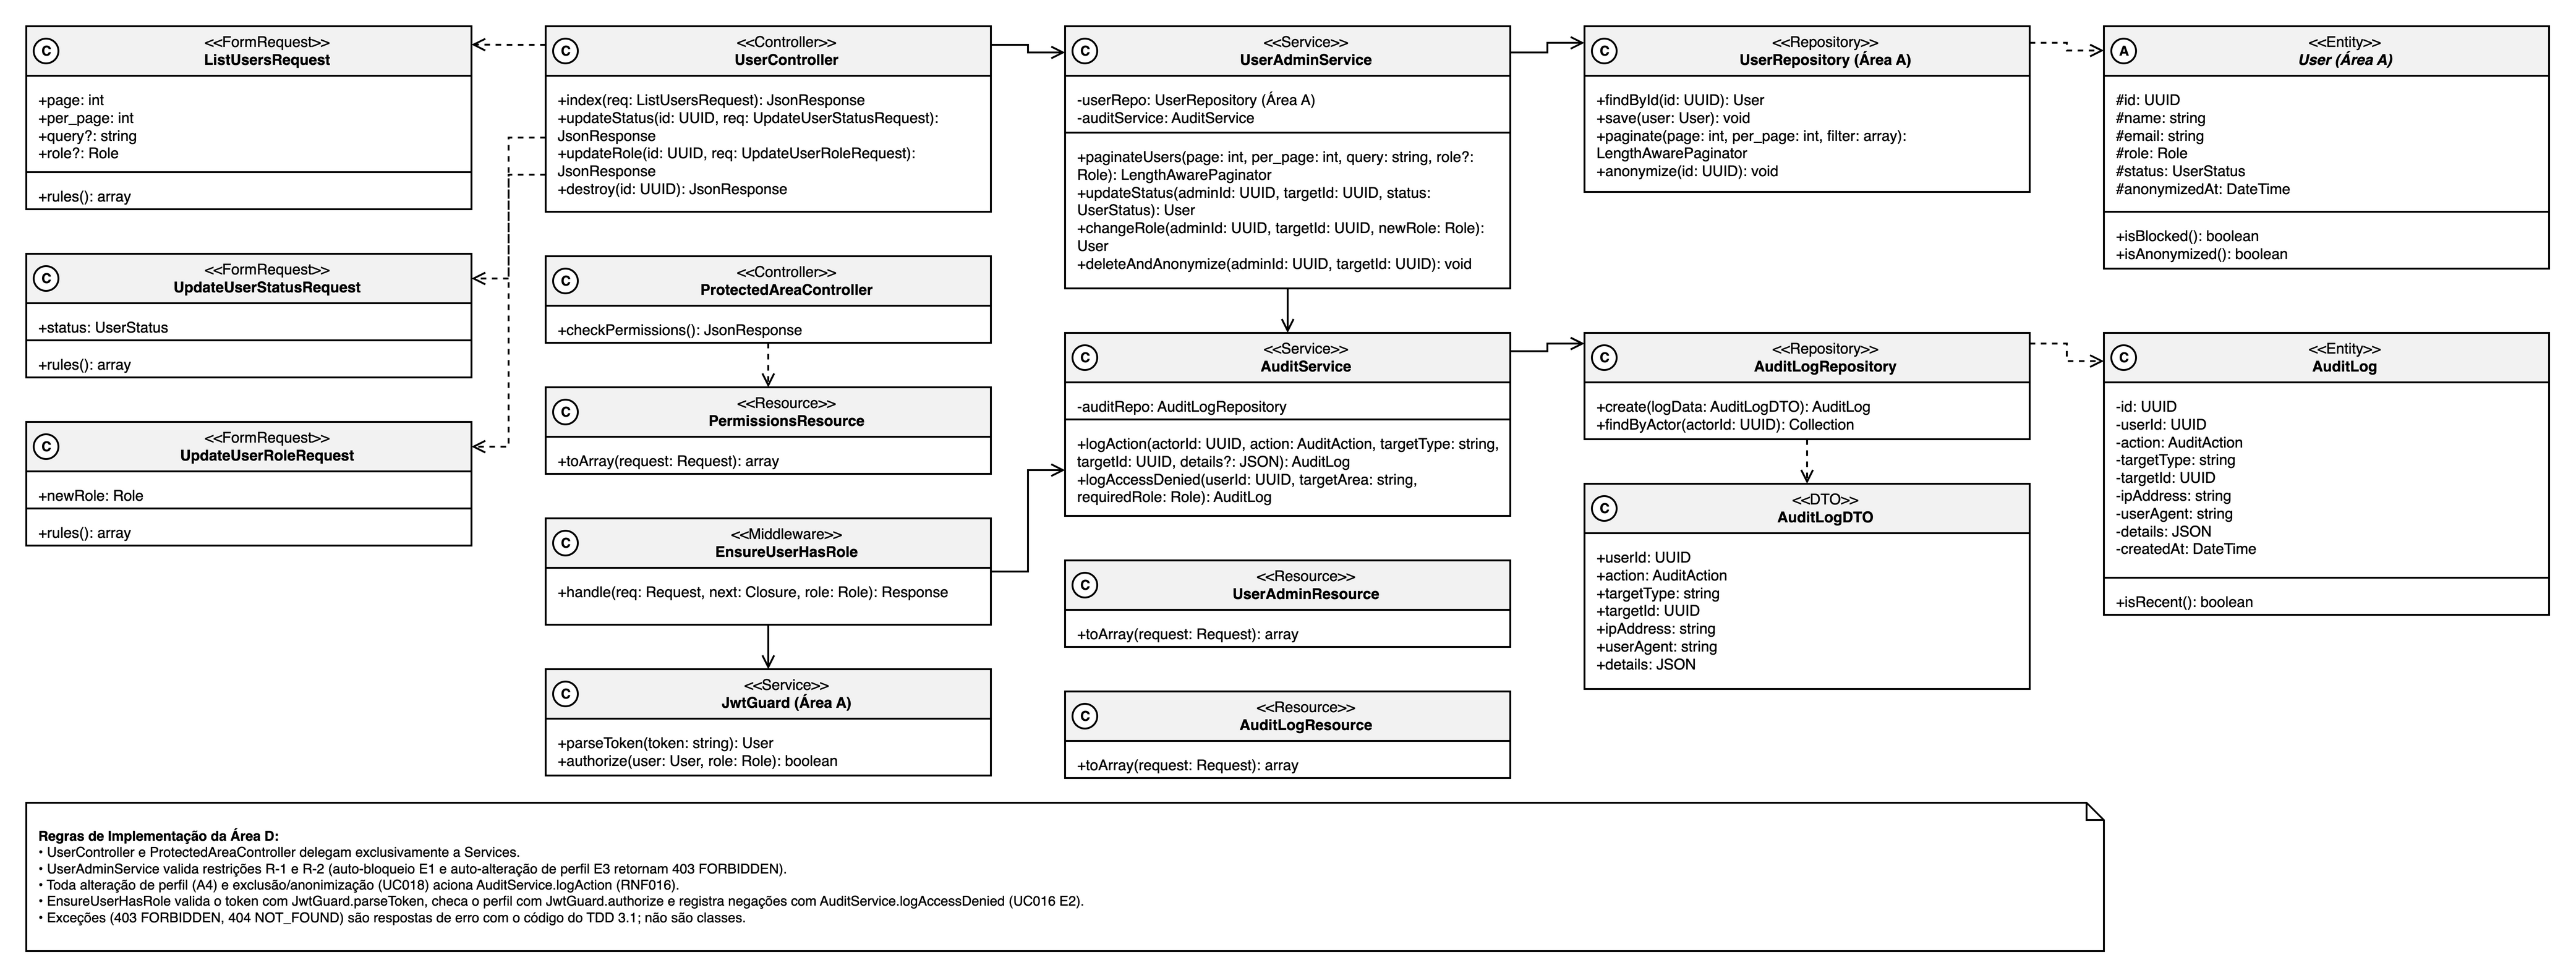 C
<<FormRequest>>
ListUsersRequest
+page: int
+per_page: int
+query?: string
+role?: Role
+rules(): array
C
<<FormRequest>>
UpdateUserStatusRequest
+status: UserStatus
+rules(): array
C
<<FormRequest>>
UpdateUserRoleRequest
+newRole: Role
+rules(): array
C
<<Controller>>
UserController
+index(req: ListUsersRequest): JsonResponse
+updateStatus(id: UUID, req: UpdateUserStatusRequest):
JsonResponse
+updateRole(id: UUID, req: UpdateUserRoleRequest):
JsonResponse
+destroy(id: UUID): JsonResponse
C
<<Controller>>
ProtectedAreaController
+checkPermissions(): JsonResponse
C
<<Resource>>
PermissionsResource
+toArray(request: Request): array
C
<<Middleware>>
EnsureUserHasRole
+handle(req: Request, next: Closure, role: Role): Response
C
<<Service>>
JwtGuard (Área A)
+parseToken(token: string): User
+authorize(user: User, role: Role): boolean
C
<<Service>>
UserAdminService
-userRepo: UserRepository (Área A)
-auditService: AuditService
+paginateUsers(page: int, per_page: int, query: string, role?:
Role): LengthAwarePaginator
+updateStatus(adminId: UUID, targetId: UUID, status:
UserStatus): User
+changeRole(adminId: UUID, targetId: UUID, newRole: Role):
User
+deleteAndAnonymize(adminId: UUID, targetId: UUID): void
C
<<Service>>
AuditService
-auditRepo: AuditLogRepository
+logAction(actorId: UUID, action: AuditAction, targetType: string,
targetId: UUID, details?: JSON): AuditLog
+logAccessDenied(userId: UUID, targetArea: string,
requiredRole: Role): AuditLog
C
<<Resource>>
UserAdminResource
+toArray(request: Request): array
C
<<Resource>>
AuditLogResource
+toArray(request: Request): array
C
<<Repository>>
UserRepository (Área A)
+findById(id: UUID): User
+save(user: User): void
+paginate(page: int, per_page: int, filter: array):
LengthAwarePaginator
+anonymize(id: UUID): void
C
<<Repository>>
AuditLogRepository
+create(logData: AuditLogDTO): AuditLog
+findByActor(actorId: UUID): Collection
C
<<DTO>>
AuditLogDTO
+userId: UUID
+action: AuditAction
+targetType: string
+targetId: UUID
+ipAddress: string
+userAgent: string
+details: JSON
A
<<Entity>>
User (Área A)
#id: UUID
#name: string
#email: string
#role: Role
#status: UserStatus
#anonymizedAt: DateTime
+isBlocked(): boolean
+isAnonymized(): boolean
C
<<Entity>>
AuditLog
-id: UUID
-userId: UUID
-action: AuditAction
-targetType: string
-targetId: UUID
-ipAddress: string
-userAgent: string
-details: JSON
-createdAt: DateTime
+isRecent(): boolean
Regras de Implementação da Área D:
• UserController e ProtectedAreaController delegam exclusivamente a Services.
• UserAdminService valida restrições R-1 e R-2 (auto-bloqueio E1 e auto-alteração de perfil E3 retornam 403 FORBIDDEN).
• Toda alteração de perfil (A4) e exclusão/anonimização (UC018) aciona AuditService.logAction (RNF016).
• EnsureUserHasRole valida o token com JwtGuard.parseToken, checa o perfil com JwtGuard.authorize e registra negações com AuditService.logAccessDenied (UC016 E2).
• Exceções (403 FORBIDDEN, 404 NOT_FOUND) são respostas de erro com o código do TDD 3.1; não são classes.